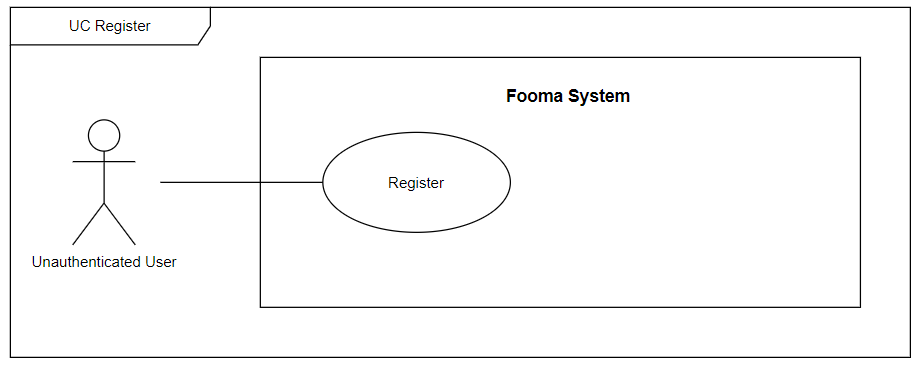 UC Register
Fooma System
Register
Unauthenticated User